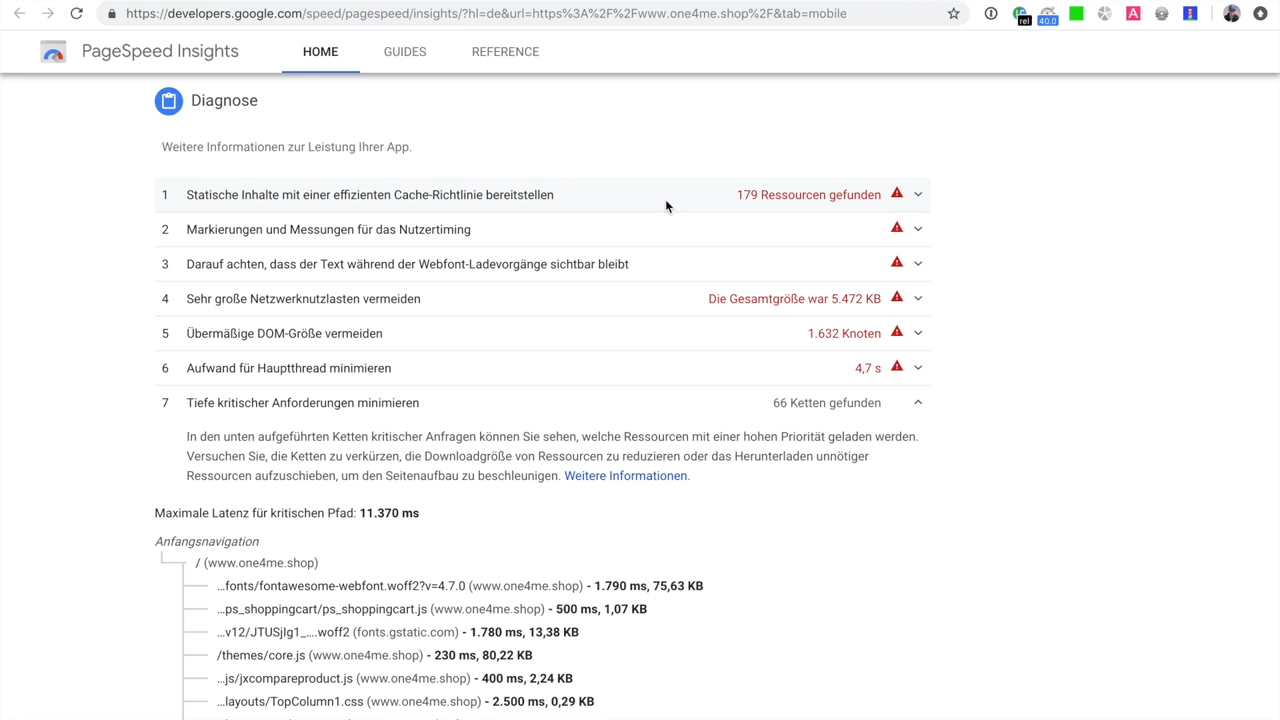 https://developers.google.com/speed/pagespeed/insights/?hl=de&url=https%3A%2F%2Fwww.one4me.shop%2F&tab=mobile
rel
40.0
A
PageSpeed Insights
HOME
GUIDES
REFERENCE
Diagnose
Weitere Informationen zur Leistung Ihrer App.
1 Statische Inhalte mit einer effizienten Cache-Richtlinie bereitstellen 179 Ressourcen gefunden
2 Markierungen und Messungen für das Nutzertiming
3 Darauf achten, dass der Text während der Webfont-Ladevorgänge sichtbar bleibt
4 Sehr große Netzwerknutzlasten vermeiden Die Gesamtgröße war 5.472 KB
5 Übermäßige DOM-Größe vermeiden 1.632 Knoten
6 Aufwand für Hauptthread minimieren 4,7 s
7 Tiefe kritischer Anforderungen minimieren 66 Ketten gefunden
In den unten aufgeführten Ketten kritischer Anfragen können Sie sehen, welche Ressourcen mit einer hohen Priorität geladen werden.
Versuchen Sie, die Ketten zu verkürzen, die Downloadgröße von Ressourcen zu reduzieren oder das Herunterladen unnötiger
Ressourcen aufzuschieben, um den Seitenaufbau zu beschleunigen. Weitere Informationen.
Maximale Latenz für kritischen Pfad: 11.370 ms
Anfangsnavigation
/ (www.one4me.shop)
…fonts/fontawesome-webfont.woff2?v=4.7.0 (www.one4me.shop) - 1.790 ms, 75,63 KB
…ps_shoppingcart/ps_shoppingcart.js (www.one4me.shop) - 500 ms, 1,07 KB
…v12/JTUSjIg1_….woff2 (fonts.gstatic.com) - 1.780 ms, 13,38 KB
/themes/core.js (www.one4me.shop) - 230 ms, 80,22 KB
…js/jxcompareproduct.js (www.one4me.shop) - 400 ms, 2,24 KB
…layouts/TopColumn1.css (www.one4me.shop) - 2.500 ms, 0,29 KB